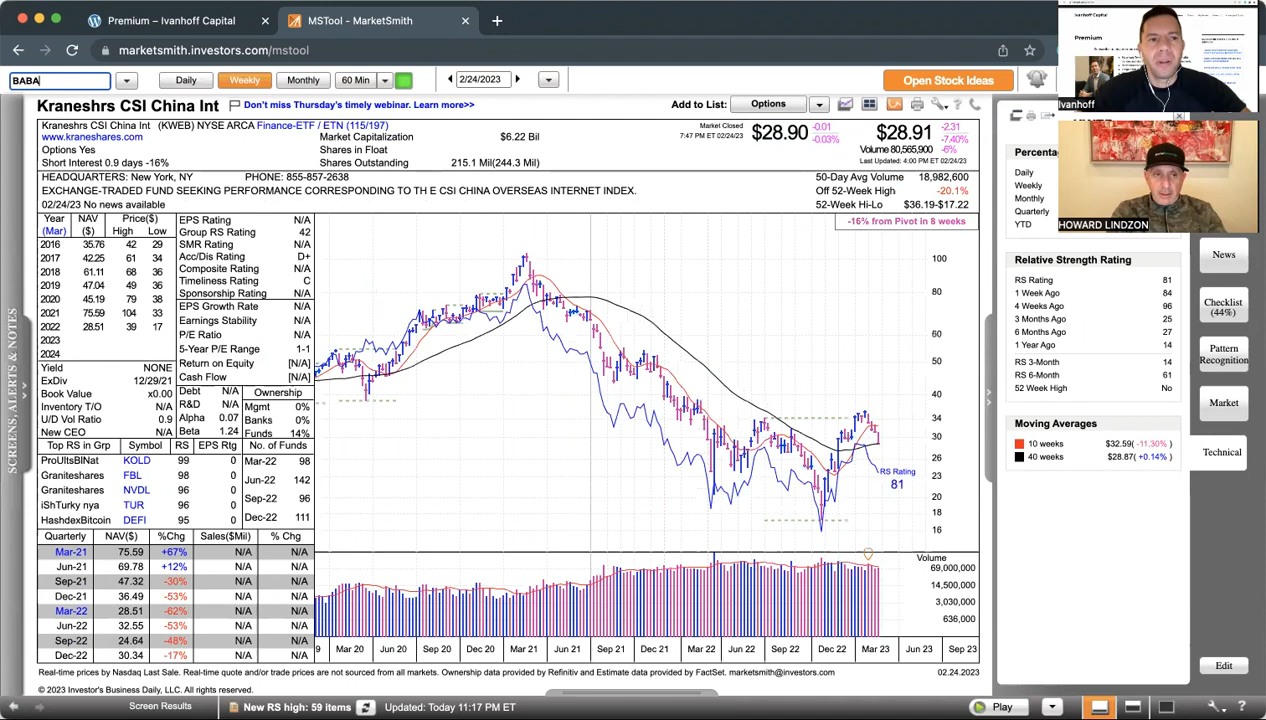 Premium – Ivanhoff Capital
MSTool - MarketSmith
marketsmith.investors.com/mstool
BABA
Daily
Weekly
Monthly
60 Min
2/24/2023
Open Stock Ideas
Ivanhoff Capital
Premium
Ivanhoff
HOWARD LINDZON
Kraneshrs CSI China Int
Don't miss Thursday's timely webinar. Learn more>>
Add to List:
Options
Kraneshrs CSI China Int (KWEB) NYSE ARCA Finance-ETF / ETN (115/197)
www.kraneshares.com
Options Yes
Short Interest 0.9 days -16%
Market Capitalization $6.22 Bil
Shares in Float
Shares Outstanding 215.1 Mil(244.3 Mil)
Market Closed
7:47 PM ET 02/24/23
$28.90 -0.01 -0.03%
$28.91 -2.31 -7.40%
Volume 80,565,900 -6%
Last Updated: 4:00 PM ET 02/24/23
HEADQUARTERS: New York, NY PHONE: 855-857-2638
EXCHANGE-TRADED FUND SEEKING PERFORMANCE CORRESPONDING TO TH E CSI CHINA OVERSEAS INTERNET INDEX.
02/24/23 No news available
50-Day Avg Volume 18,982,600
Off 52-Week High -20.1%
52-Week Hi-Lo $36.19-$17.22
Year NAV Price($)
(Mar) ($) High Low
2016 35.76 42 29
2017 42.25 61 34
2018 61.11 68 36
2019 47.04 49 36
2020 45.19 79 38
2021 75.59 104 33
2022 28.51 39 17
2023
2024
Yield NONE
ExDiv 12/29/21
Book Value x0.00
Inventory T/O N/A
U/D Vol Ratio 0.9
New CEO N/A
EPS Rating N/A
Group RS Rating 42
SMR Rating N/A
Acc/Dis Rating D+
Composite Rating N/A
Timeliness Rating C
Sponsorship Rating N/A
EPS Growth Rate N/A
Earnings Stability N/A
P/E Ratio N/A
5-Year P/E Range 1-1
Return on Equity [N/A]
Cash Flow [N/A]
Debt N/A
R&D N/A
Alpha 0.07
Beta 1.24
Ownership
Mgmt 0%
Banks 0%
Funds 14%
Top RS in Grp Symbol RS EPS Rtg
ProUltsBlNat KOLD 99 0
Graniteshares FBL 98 0
Graniteshares NVDL 96 0
iShTurky nya TUR 96 0
HashdexBitcoin DEFI 95 0
No. of Funds
Mar-22 98
Jun-22 142
Sep-22 96
Dec-22 111
Quarterly NAV($) %Chg Sales($Mil) % Chg
Mar-21 75.59 +67% N/A N/A
Jun-21 69.78 +12% N/A N/A
Sep-21 47.32 -30% N/A N/A
Dec-21 36.49 -53% N/A N/A
Mar-22 28.51 -62% N/A N/A
Jun-22 32.55 -53% N/A N/A
Sep-22 24.64 -48% N/A N/A
Dec-22 30.34 -17% N/A N/A
-16% from Pivot in 8 weeks
100
80
60
50
40
34
30
26
23
20
18
16
RS Rating
81
Volume
69,000,000
14,500,000
3,030,000
636,000
9 Mar 20 Jun 20 Sep 20 Dec 20 Mar 21 Jun 21 Sep 21 Dec 21 Mar 22 Jun 22 Sep 22 Dec 22 Mar 23 Jun 23 Sep 23
Real-time prices by Nasdaq Last Sale. Real-time quote and/or trade prices are not sourced from all markets. Ownership data provided by Refinitiv and Estimate data provided by FactSet. marketsmith.investors.com/mstool
02.24.2023
© 2023 Investor's Business Daily, LLC. All rights reserved.
Daily
Weekly
Monthly
Quarterly
YTD
Relative Strength Rating
RS Rating 81
1 Week Ago 84
4 Weeks Ago 96
3 Months Ago 25
6 Months Ago 27
1 Year Ago 14
RS 3-Month 14
RS 6-Month 61
52 Week High No
Moving Averages
10 weeks $32.59( -11.30% )
40 weeks $28.87( +0.14% )
News
Checklist
(44%)
Pattern
Recognition
Market
Technical
Edit
SCREENS, ALERTS & NOTES
Screen Results
New RS high: 59 items
Updated: Today 11:17 PM ET
Play